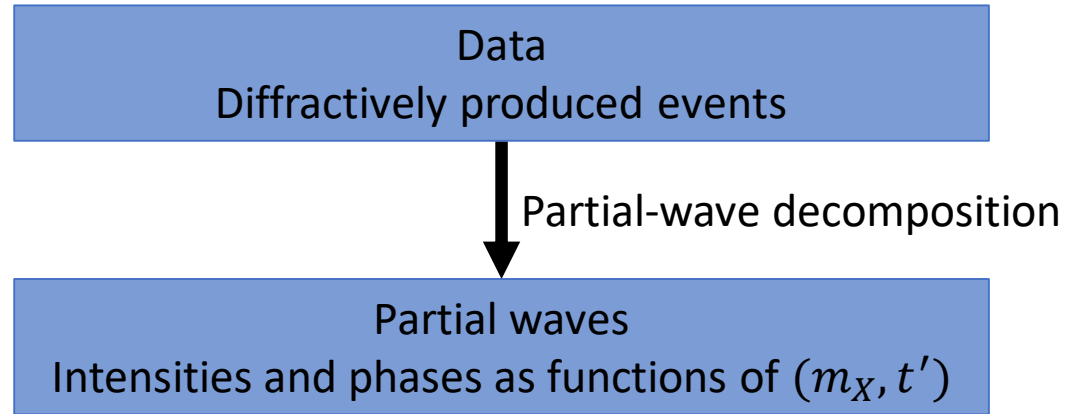 Data
Diffractively produced events
Partial-wave decomposition
Partial waves
Intensities and phases as functions of (m_X, t′)